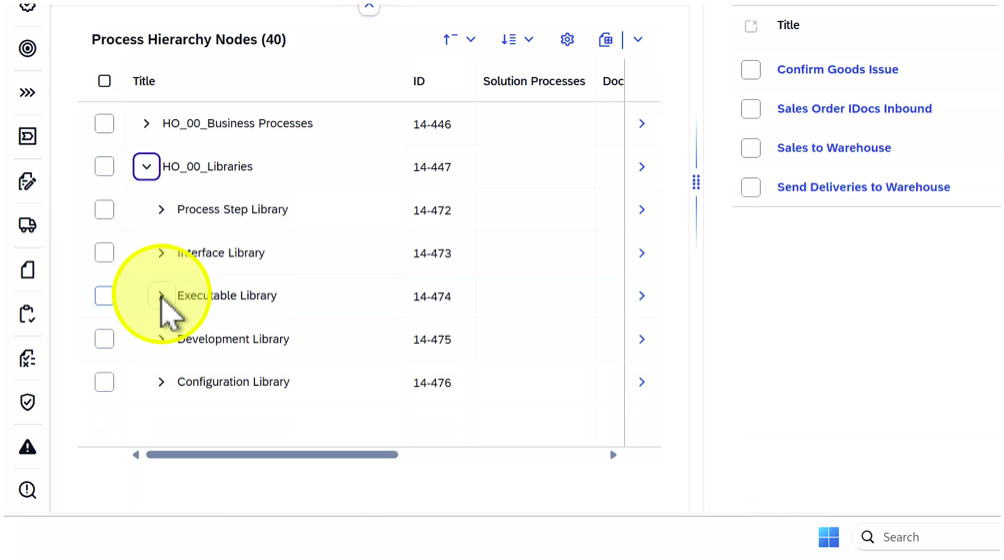 Process Hierarchy Nodes (40)
Title ID Solution Processes Doc
HO_00_Business Processes 14-446
HO_00_Libraries 14-447
Process Step Library 14-472
Interface Library 14-473
Executable Library 14-474
Development Library 14-475
Configuration Library 14-476
Title
Confirm Goods Issue
Sales Order IDocs Inbound
Sales to Warehouse
Send Deliveries to Warehouse
Search